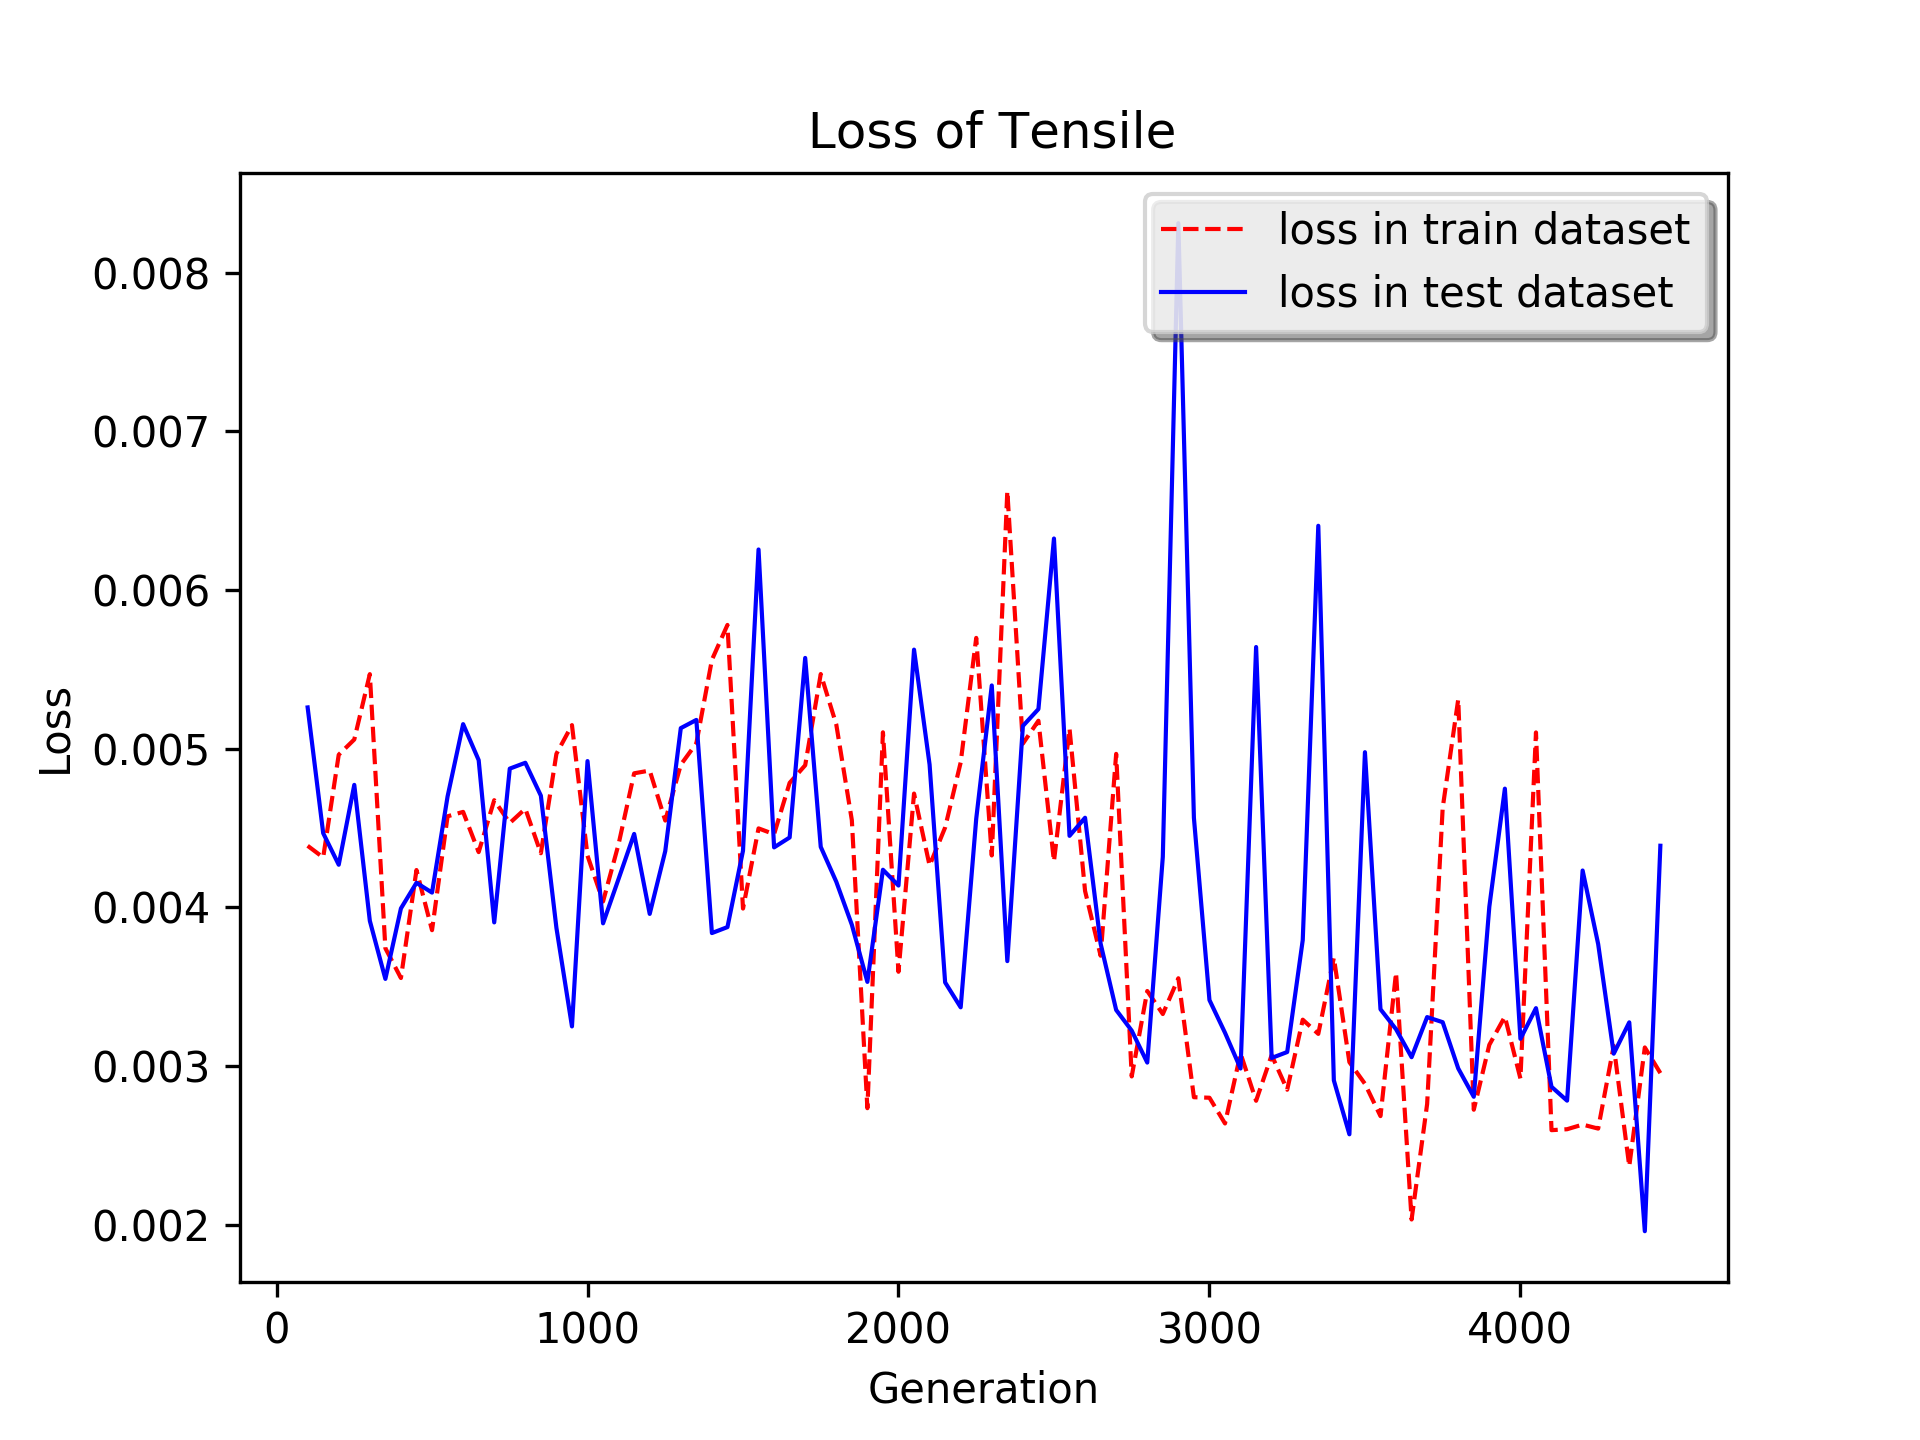 Loss of Tensile
loss in train dataset
loss in test dataset
0.008
0.007
0.006
0.005
0.004
0.003
0.002
Loss
0 1000 2000 3000 4000
Generation